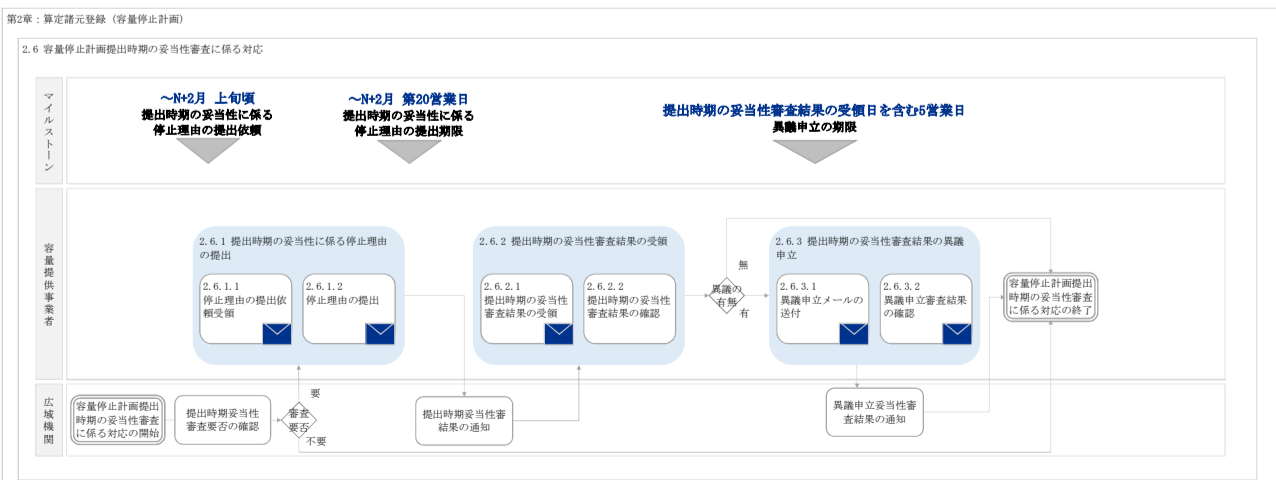 第2章：算定諸元登録（容量停止計画）
2.6 容量停止計画提出時期の妥当性審査に係る対応
マイルストーン
～N+2月 上旬頃
提出時期の妥当性に係る
停止理由の提出依頼
～N+2月 第20営業日
提出時期の妥当性に係る
停止理由の提出期限
提出時期の妥当性審査結果の受領日を含む5営業日
異議申立の期限
容量提供事業者
2.6.1 提出時期の妥当性に係る停止理由
の提出
2.6.1.1
停止理由の提出依
頼受領
2.6.1.2
停止理由の提出
2.6.2 提出時期の妥当性審査結果の受領
2.6.2.1
提出時期の妥当性
審査結果の受領
2.6.2.2
提出時期の妥当性
審査結果の確認
無
異議の
有無
有
2.6.3 提出時期の妥当性審査結果の異議
申立
2.6.3.1
異議申立メールの
送付
2.6.3.2
異議申立審査結果
の確認
容量停止計画提出
時期の妥当性審査
に係る対応の終了
広域機関
容量停止計画提出
時期の妥当性審査
に係る対応の開始
提出時期妥当性
審査要否の確認
要
審査
要否
不要
提出時期妥当性審査
結果の通知
異議申立妥当性審
査結果の通知